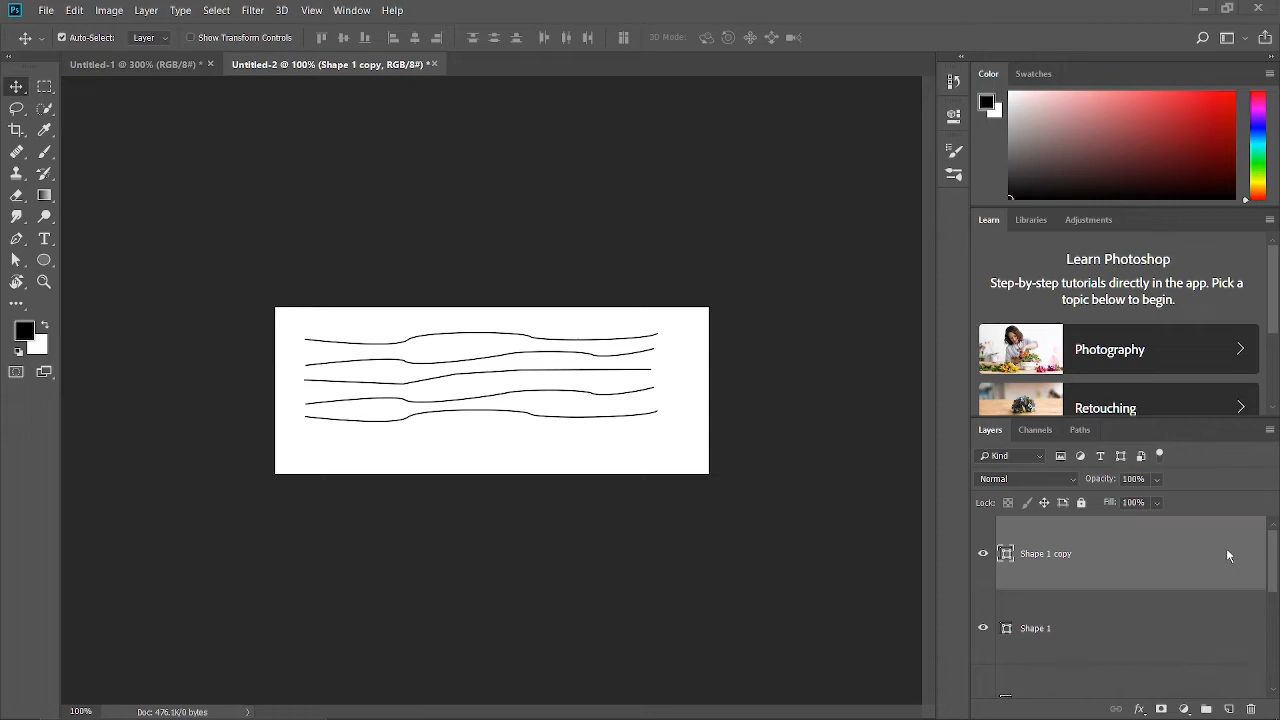 Ps File Edit Image Layer Type Select Filter 3D View Window Help
Auto-Select: Layer Show Transform Controls 3D Mode:
Untitled-1 @ 300% (RGB/8#) * Untitled-2 @ 100% (Shape 1 copy, RGB/8#) *
Color Swatches
Learn Libraries Adjustments
Learn Photoshop
Step-by-step tutorials directly in the app. Pick a
topic below to begin.
Photography
Retouching
Layers Channels Paths
Kind
Normal Opacity: 100%
Lock: Fill: 100%
Shape 1 copy
Shape 1
100% Doc: 476.1K/0 bytes